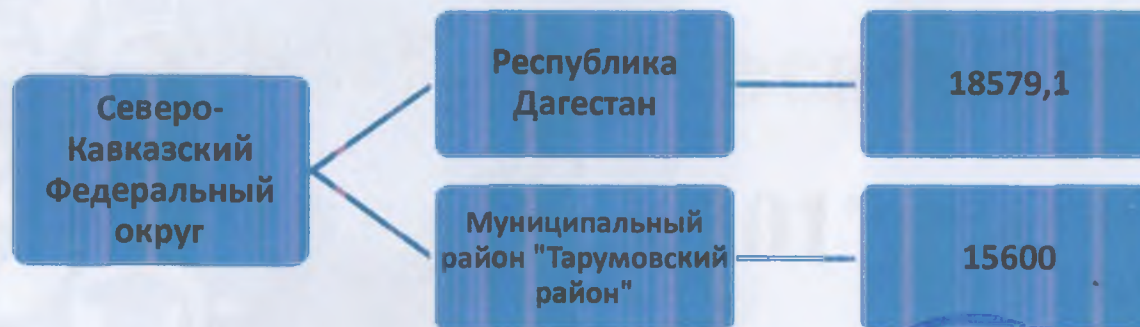 Северо-
Кавказский
Федеральный
округ
Республика
Дагестан
18579,1
Муниципальный
район "Тарумовский
район"
15600